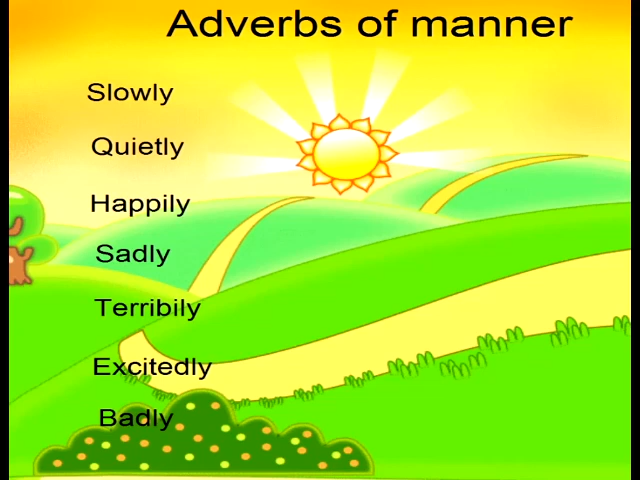 Adverbs of manner
Slowly
Quietly
Happily
Sadly
Terribily
Excitedly
Badly